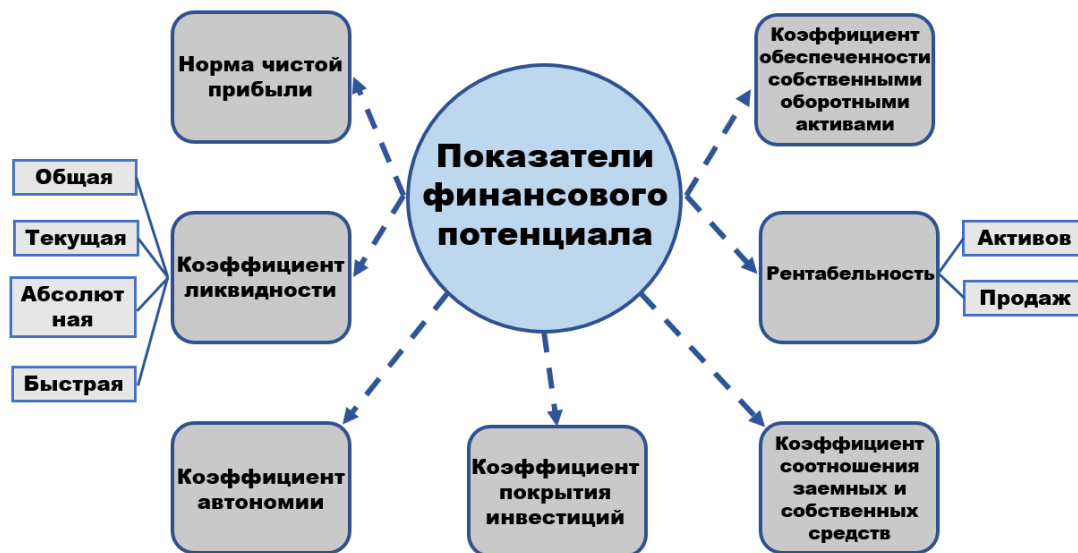 Норма чистой
прибыли
Коэффициент
обеспеченности
собственными
оборотными
активами
Показатели
финансового
потенциала
Общая
Текущая
Абсолют
ная
Быстрая
Коэффициент
ликвидности
Рентабельность
Активов
Продаж
Коэффициент
автономии
Коэффициент
покрытия
инвестиций
Коэффициент
соотношения
заемных и
собственных
средств